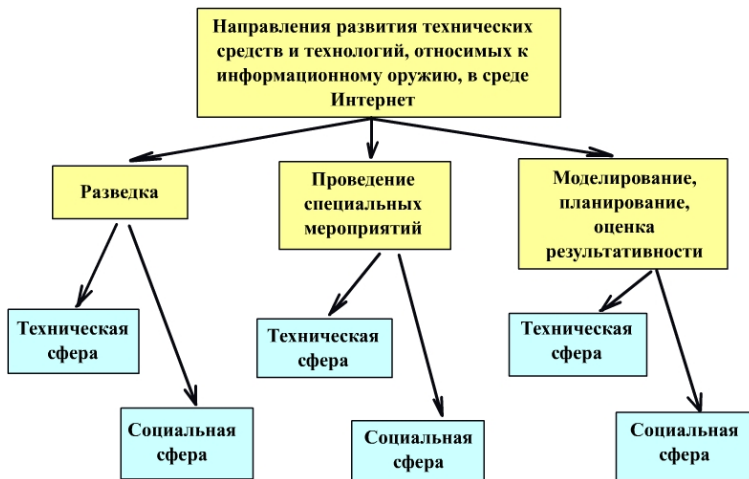 Направления развития технических
средств и технологий, относимых к
информационному оружию, в среде
Интернет
Разведка
Проведение
специальных
мероприятий
Моделирование,
планирование,
оценка
результативности
Техническая
сфера
Техническая
сфера
Техническая
сфера
Социальная
сфера
Социальная
сфера
Социальная
сфера